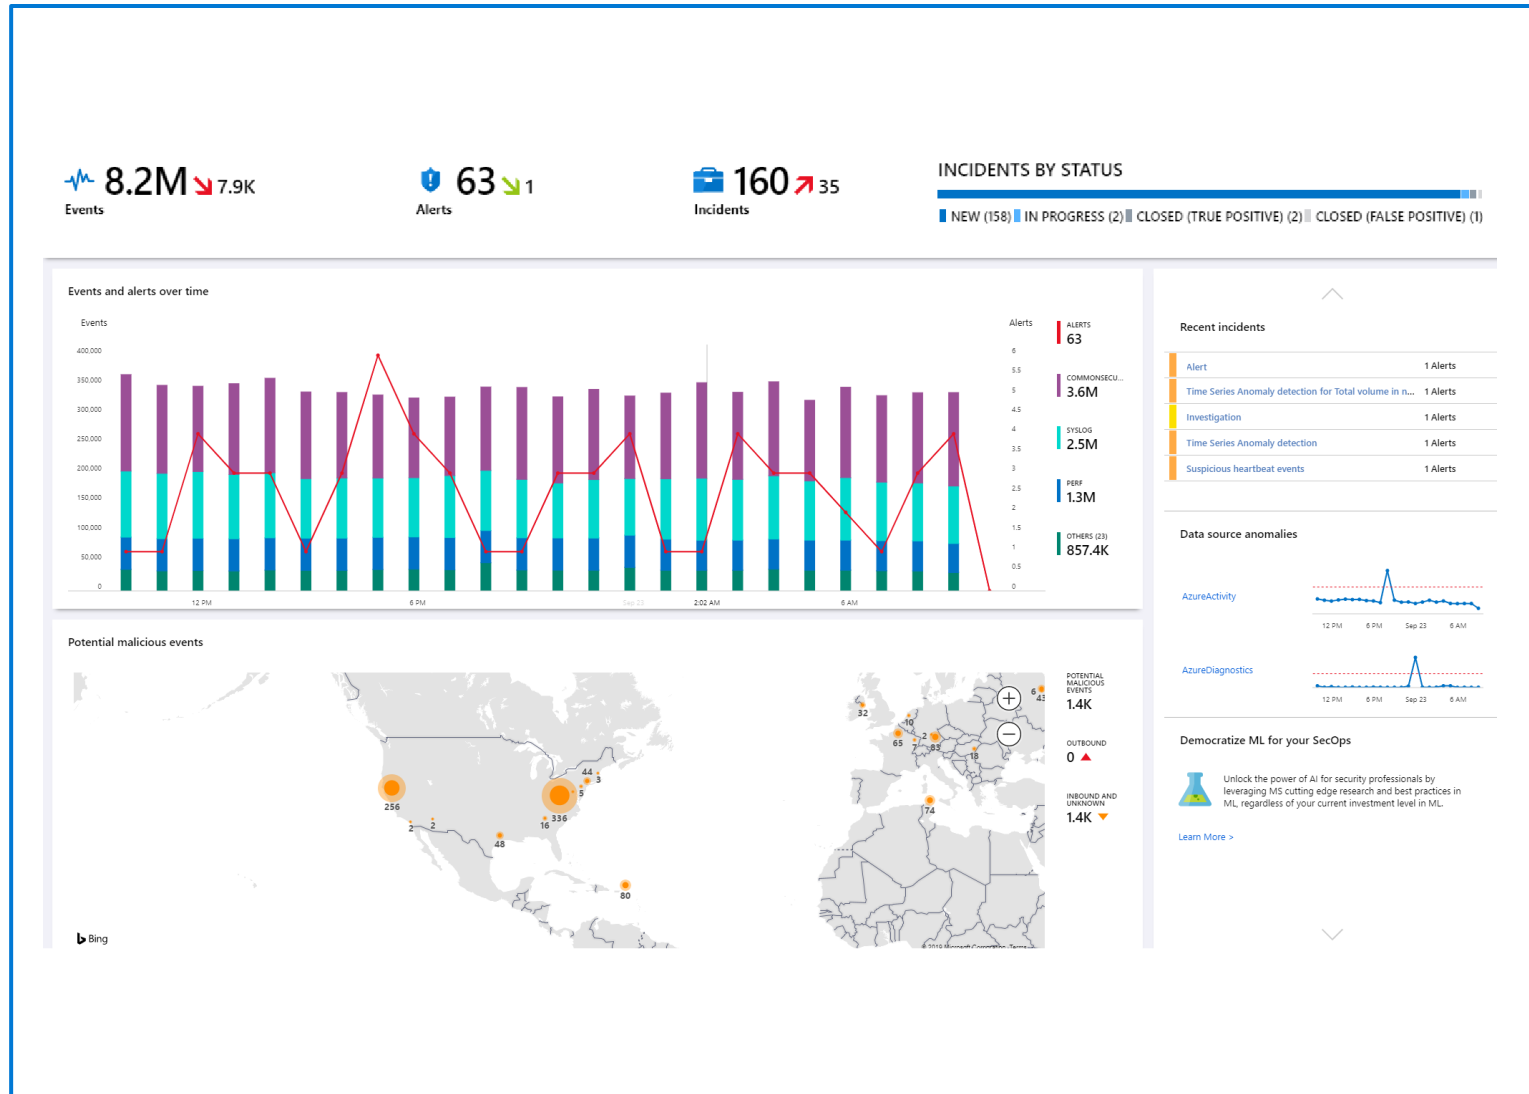 8.2M 7.9K
Events
63 1
Alerts
160 35
Incidents
INCIDENTS BY STATUS
NEW (158) IN PROGRESS (2) CLOSED (TRUE POSITIVE) (2) CLOSED (FALSE POSITIVE) (1)
Events and alerts over time
Events
Alerts
400,000
350,000
300,000
250,000
200,000
150,000
100,000
50,000
0
6
5.5
5
4.5
4
3.5
3
2.5
2
1.5
1
0.5
0
12 PM
6 PM
Sep 23
2:02 AM
6 AM
ALERTS
63
COMMONSECU...
3.6M
SYSLOG
2.5M
PERF
1.3M
OTHERS (23)
857.4K
Potential malicious events
256
2
2
48
16
336
5
44
3
80
32
10
65
7
2
83
18
74
6
43
Bing
© 2019 Microsoft Corporation Terms
POTENTIAL
MALICIOUS
EVENTS
1.4K
OUTBOUND
0
INBOUND AND
UNKNOWN
1.4K
Recent incidents
Alert 1 Alerts
Time Series Anomaly detection for Total volume in n... 1 Alerts
Investigation 1 Alerts
Time Series Anomaly detection 1 Alerts
Suspicious heartbeat events 1 Alerts
Data source anomalies
AzureActivity
12 PM 6 PM Sep 23 6 AM
AzureDiagnostics
12 PM 6 PM Sep 23 6 AM
Democratize ML for your SecOps
Unlock the power of AI for security professionals by
leveraging MS cutting edge research and best practices in
ML, regardless of your current investment level in ML.
Learn More >